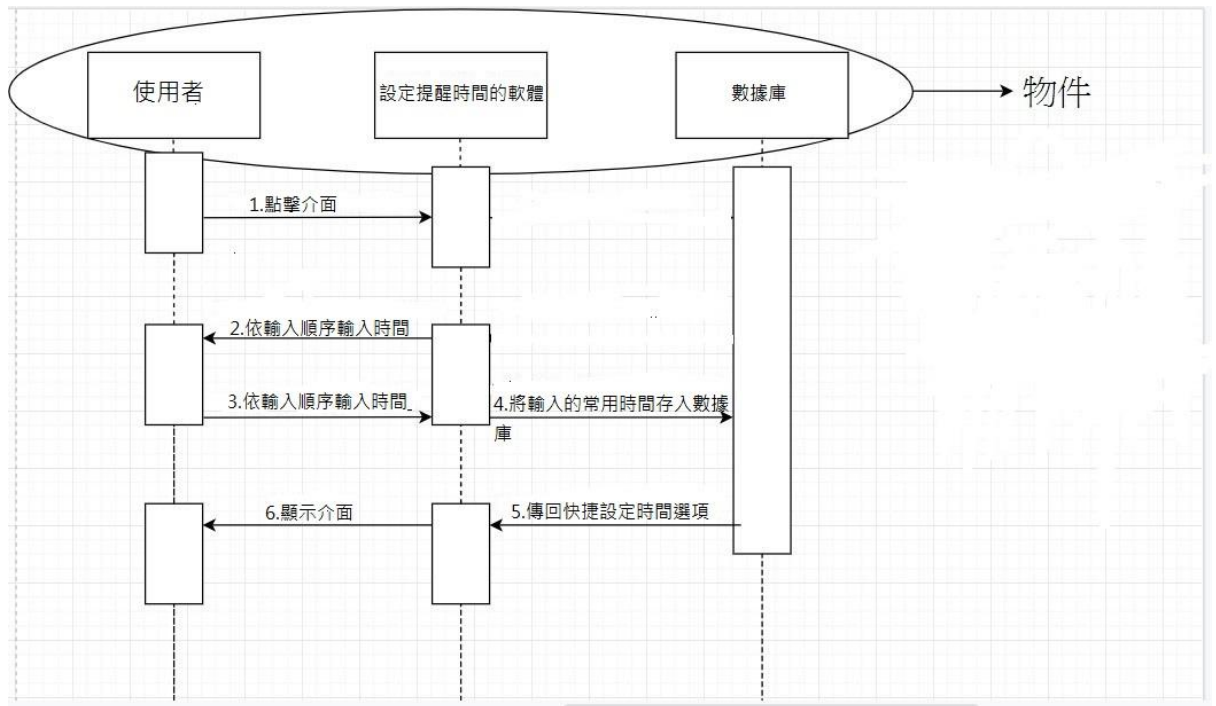 使用者
設定提醒時間的軟體
數據庫
物件
1.點擊介面
2.依輸入順序輸入時間
3.依輸入順序輸入時間
4.將輸入的常用時間存入數據
庫
5.傳回快捷設定時間選項
6.顯示介面